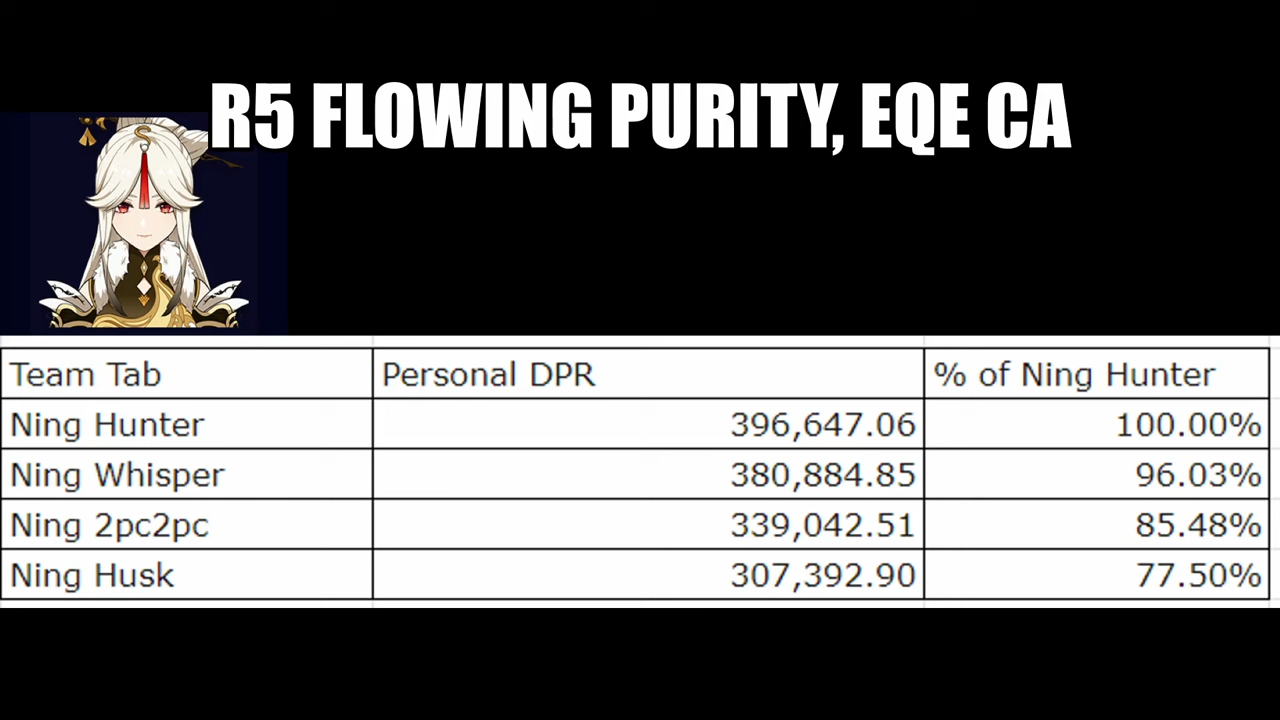 R5 FLOWING PURITY, EQE CA
Team Tab Personal DPR % of Ning Hunter
Ning Hunter 396,647.06 100.00%
Ning Whisper 380,884.85 96.03%
Ning 2pc2pc 339,042.51 85.48%
Ning Husk 307,392.90 77.50%